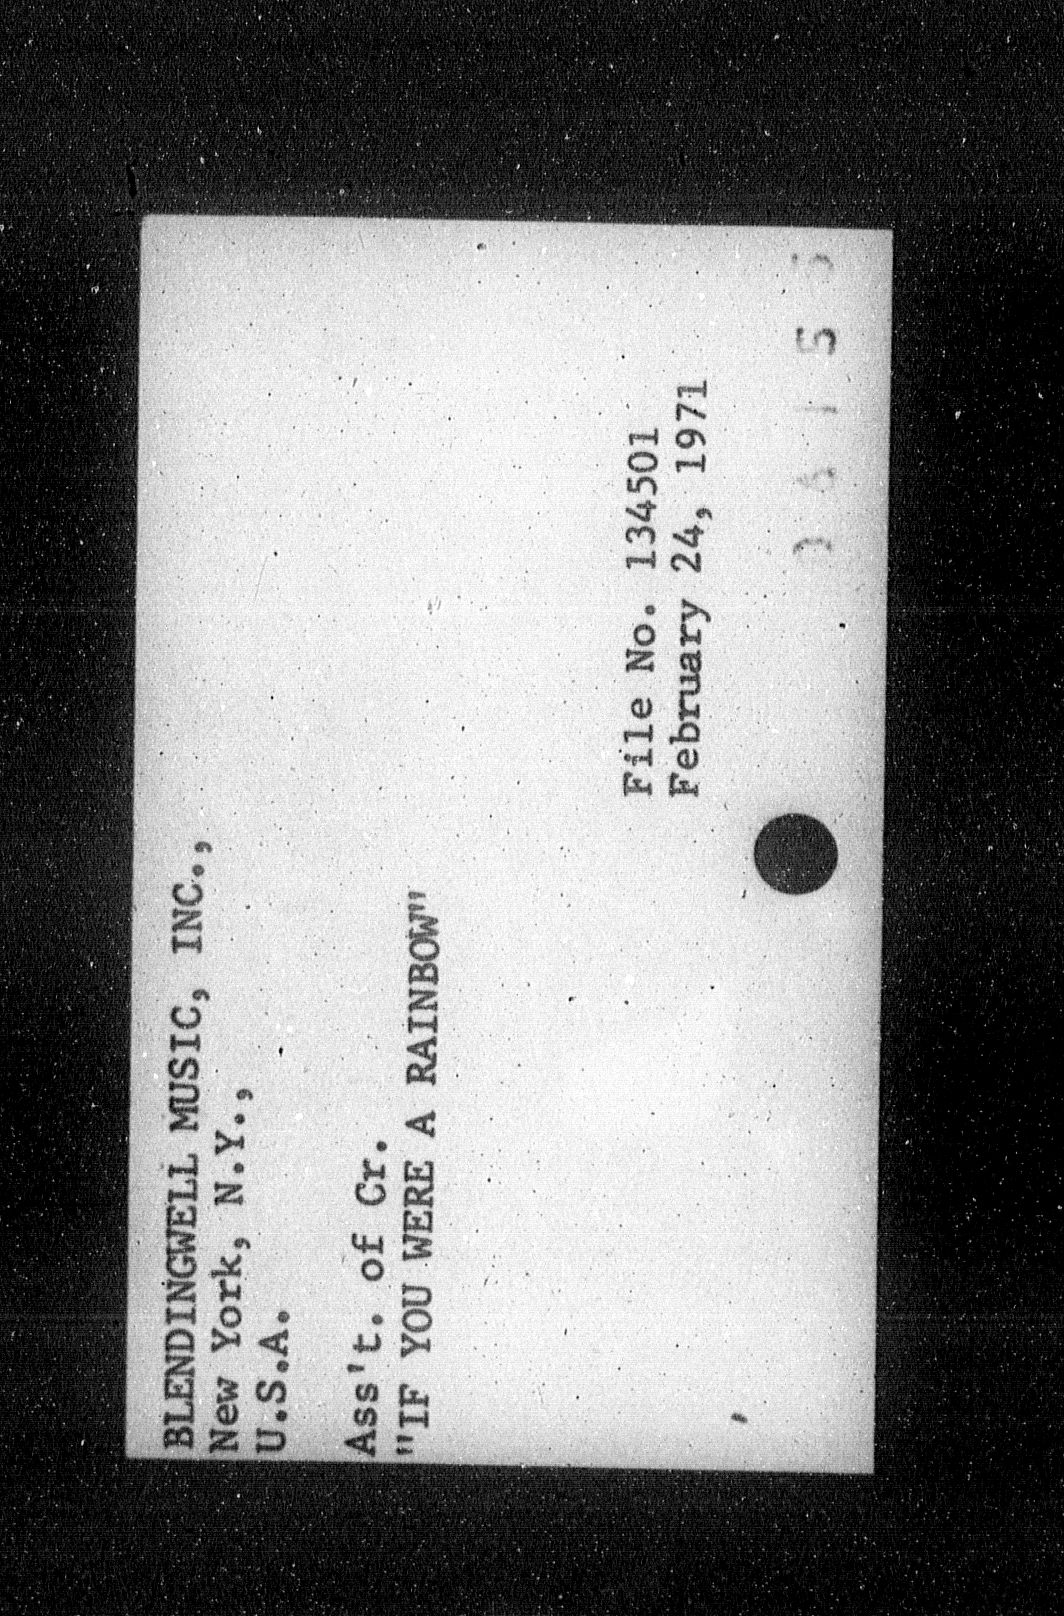 BLENDINGWELL MUSIC, INC.,
New York, N.Y.,
U.S.A.
Ass't. of Cr.
"IF YOU WERE A RAINBOW"
File No. 134501
February 24, 1971